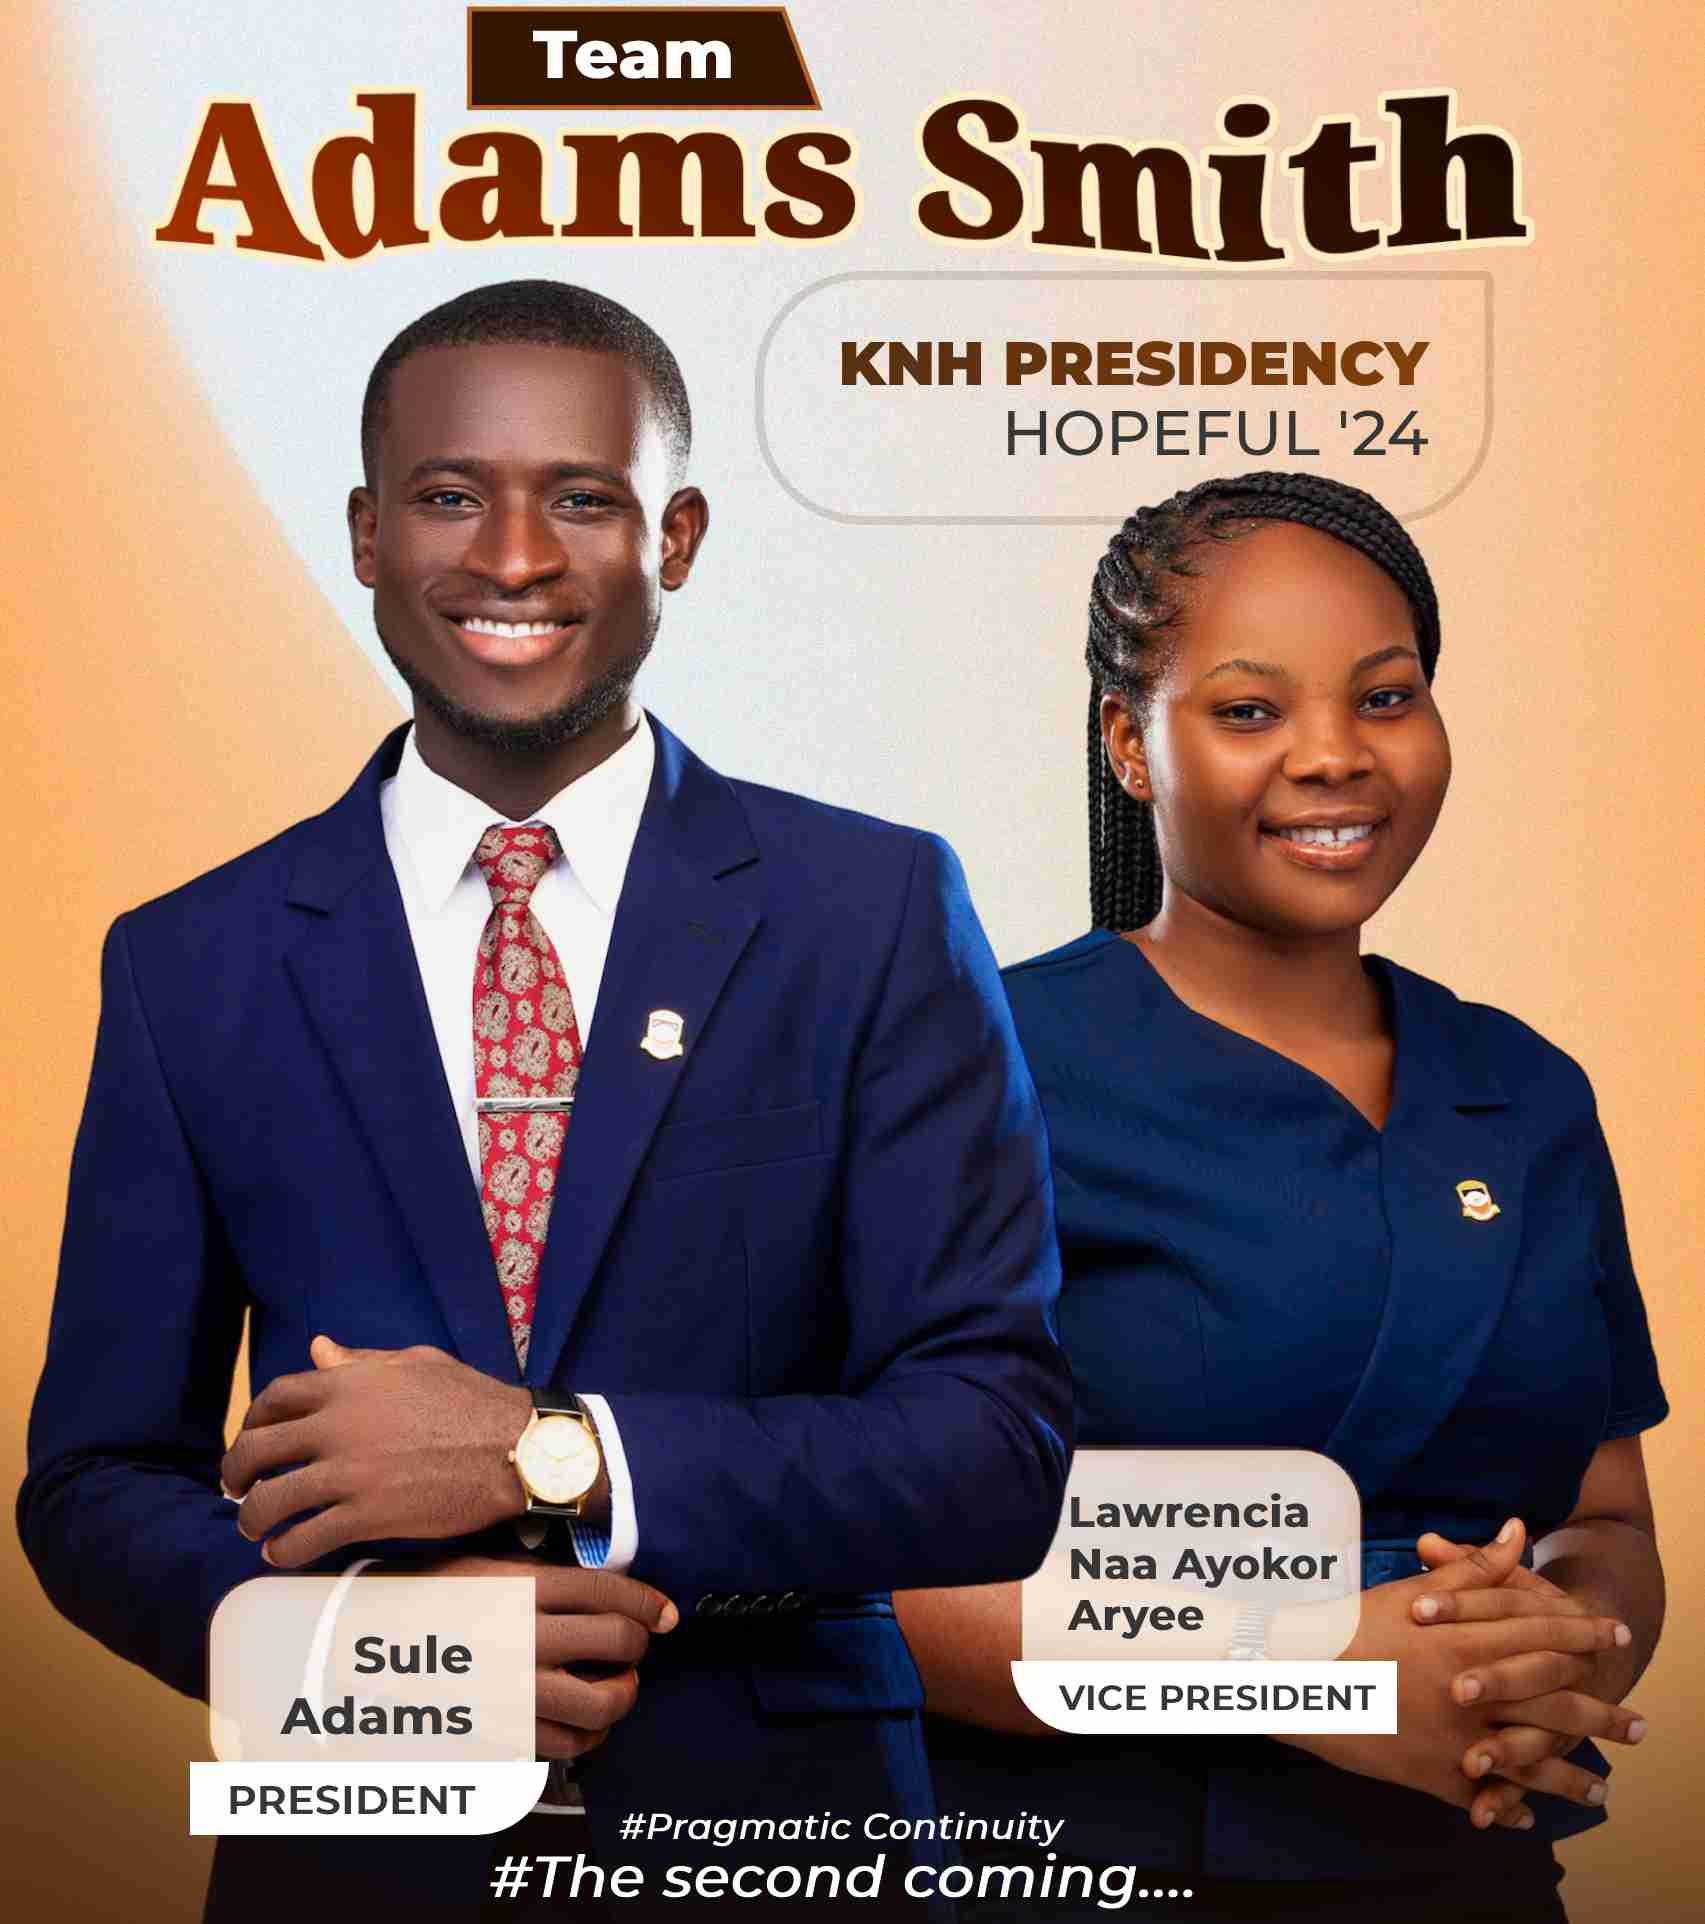 Team
Adams Smith
KNH PRESIDENCY
HOPEFUL '24
Lawrencia
Naa Ayokor
Aryee
VICE PRESIDENT
Sule
Adams
PRESIDENT
#Pragmatic Continuity
#The second coming....